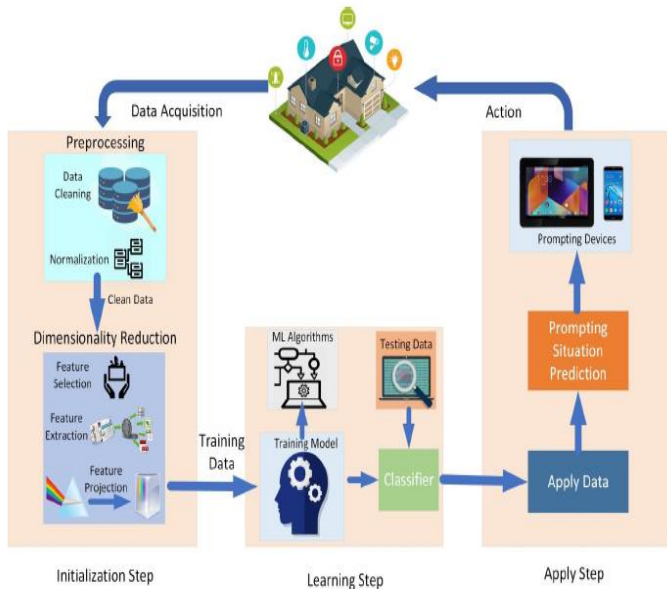 Data Acquisition
Action
Preprocessing
Data
Cleaning
Normalization
Clean Data
Dimensionality Reduction
Feature
Selection
Feature
Extraction
Feature
Projection
Initialization Step
Training
Data
ML Algorithms
Testing Data
Training Model
Classifier
Learning Step
Prompting Devices
Prompting
Situation
Prediction
Apply Data
Apply Step